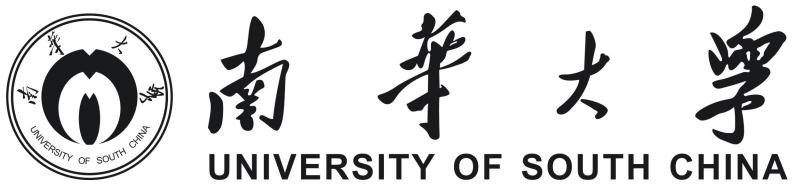 南華大學
UNIVERSITY OF SOUTH CHINA
南華大學
UNIVERSITY OF SOUTH CHINA